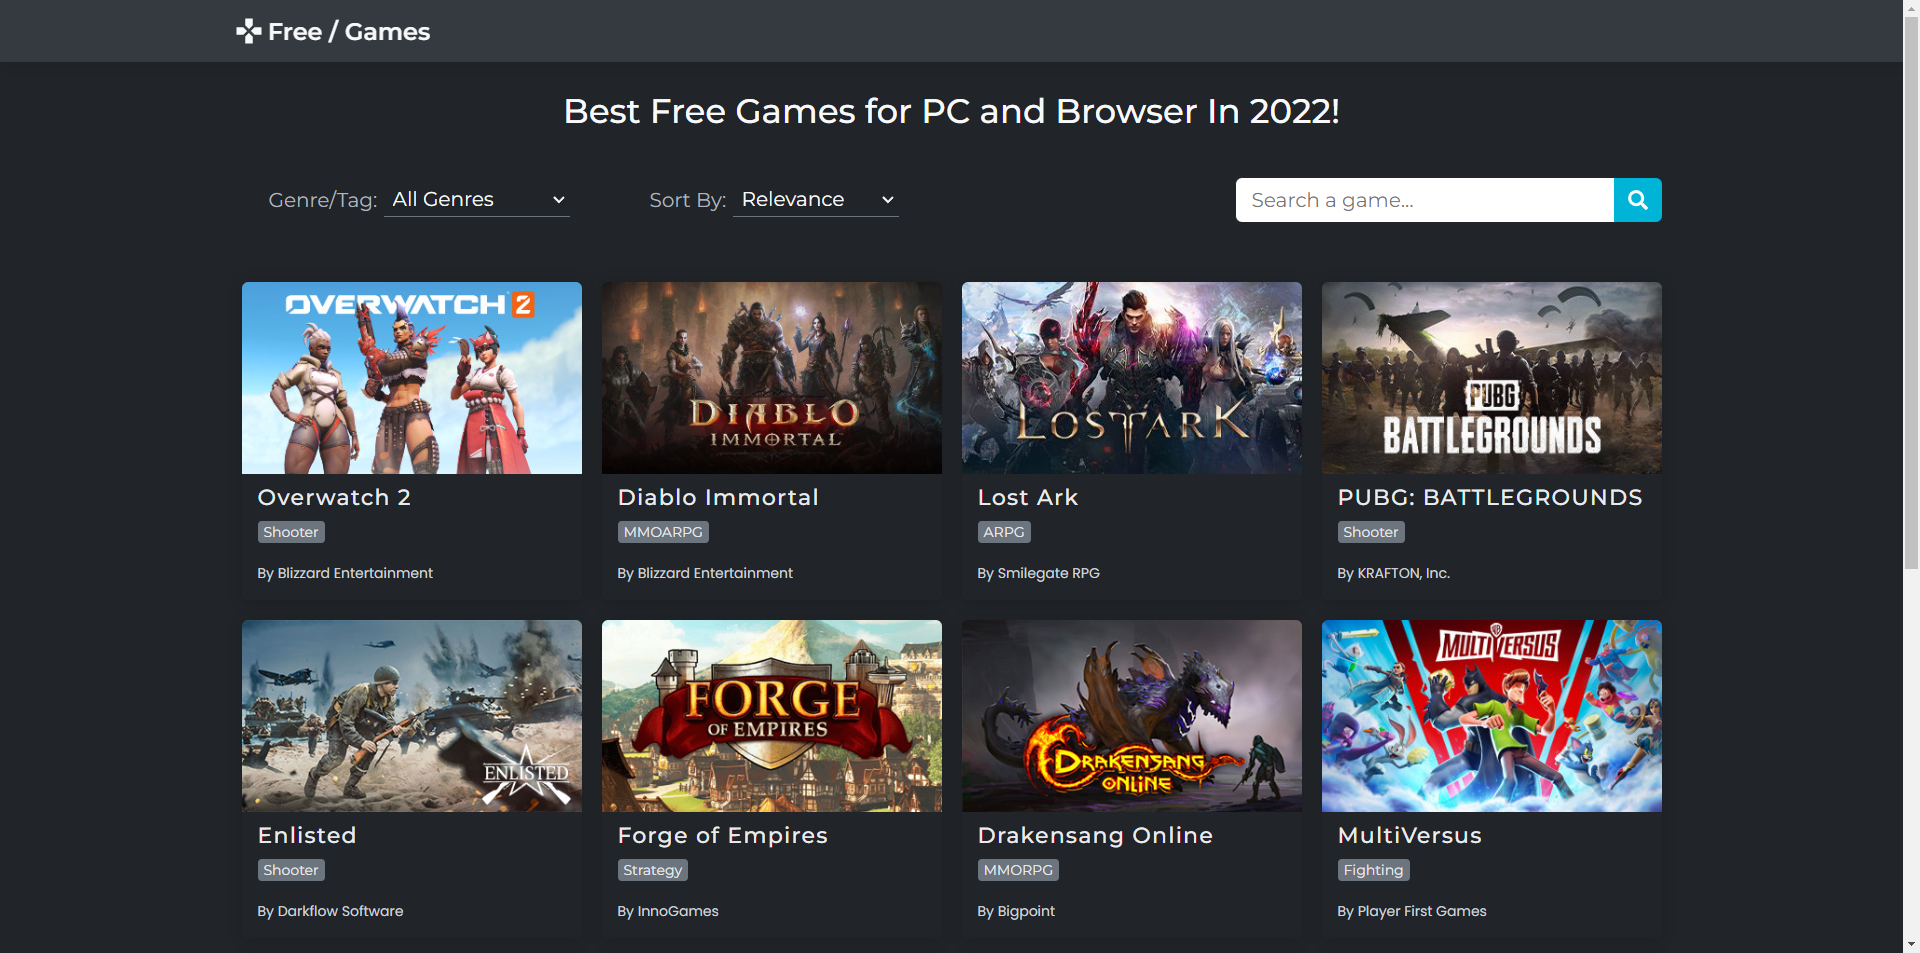 Free / Games
Best Free Games for PC and Browser In 2022!
Genre/Tag: All Genres
Sort By: Relevance
Search a game...
OVERWATCH 2
DIABLO
IMMORTAL
LOST ARK
PUBG
BATTLEGROUNDS
Overwatch 2
Diablo Immortal
Lost Ark
PUBG: BATTLEGROUNDS
Shooter
MMOARPG
ARPG
Shooter
By Blizzard Entertainment
By Blizzard Entertainment
By Smilegate RPG
By KRAFTON, Inc.
ENLISTED
FORGE
OF EMPIRES
DRAKENSANG
ONLINE
MULTIVERSUS
Enlisted
Forge of Empires
Drakensang Online
MultiVersus
Shooter
Strategy
MMORPG
Fighting
By Darkflow Software
By InnoGames
By Bigpoint
By Player First Games